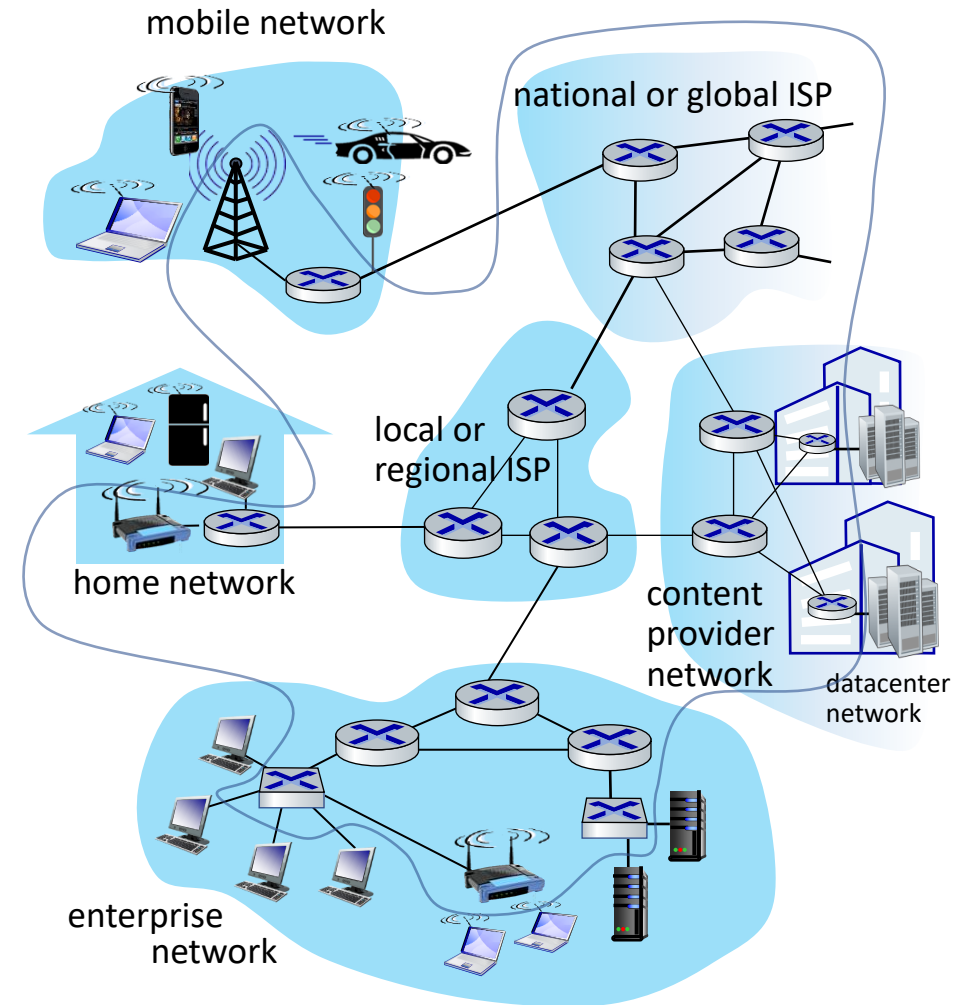 mobile network
national or global ISP
local or
regional ISP
home network
content
provider
network
datacenter
network
enterprise
network